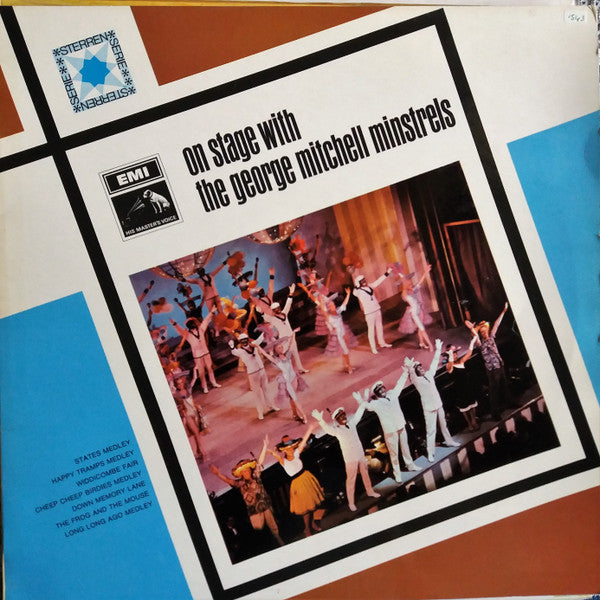 *STERREN*
SERIE*
*STERREN*
SERIE*
EMI
HIS MASTER'S VOICE
on stage with
the george mitchell minstrels
STATES MEDLEY
HAPPY TRAMPS MEDLEY
WIDDICOMBE FAIR
CHEEP CHEEP BIRDIES MEDLEY
DOWN MEMORY LANE
THE FROG AND THE MOUSE
LONG LONG AGO MEDLEY